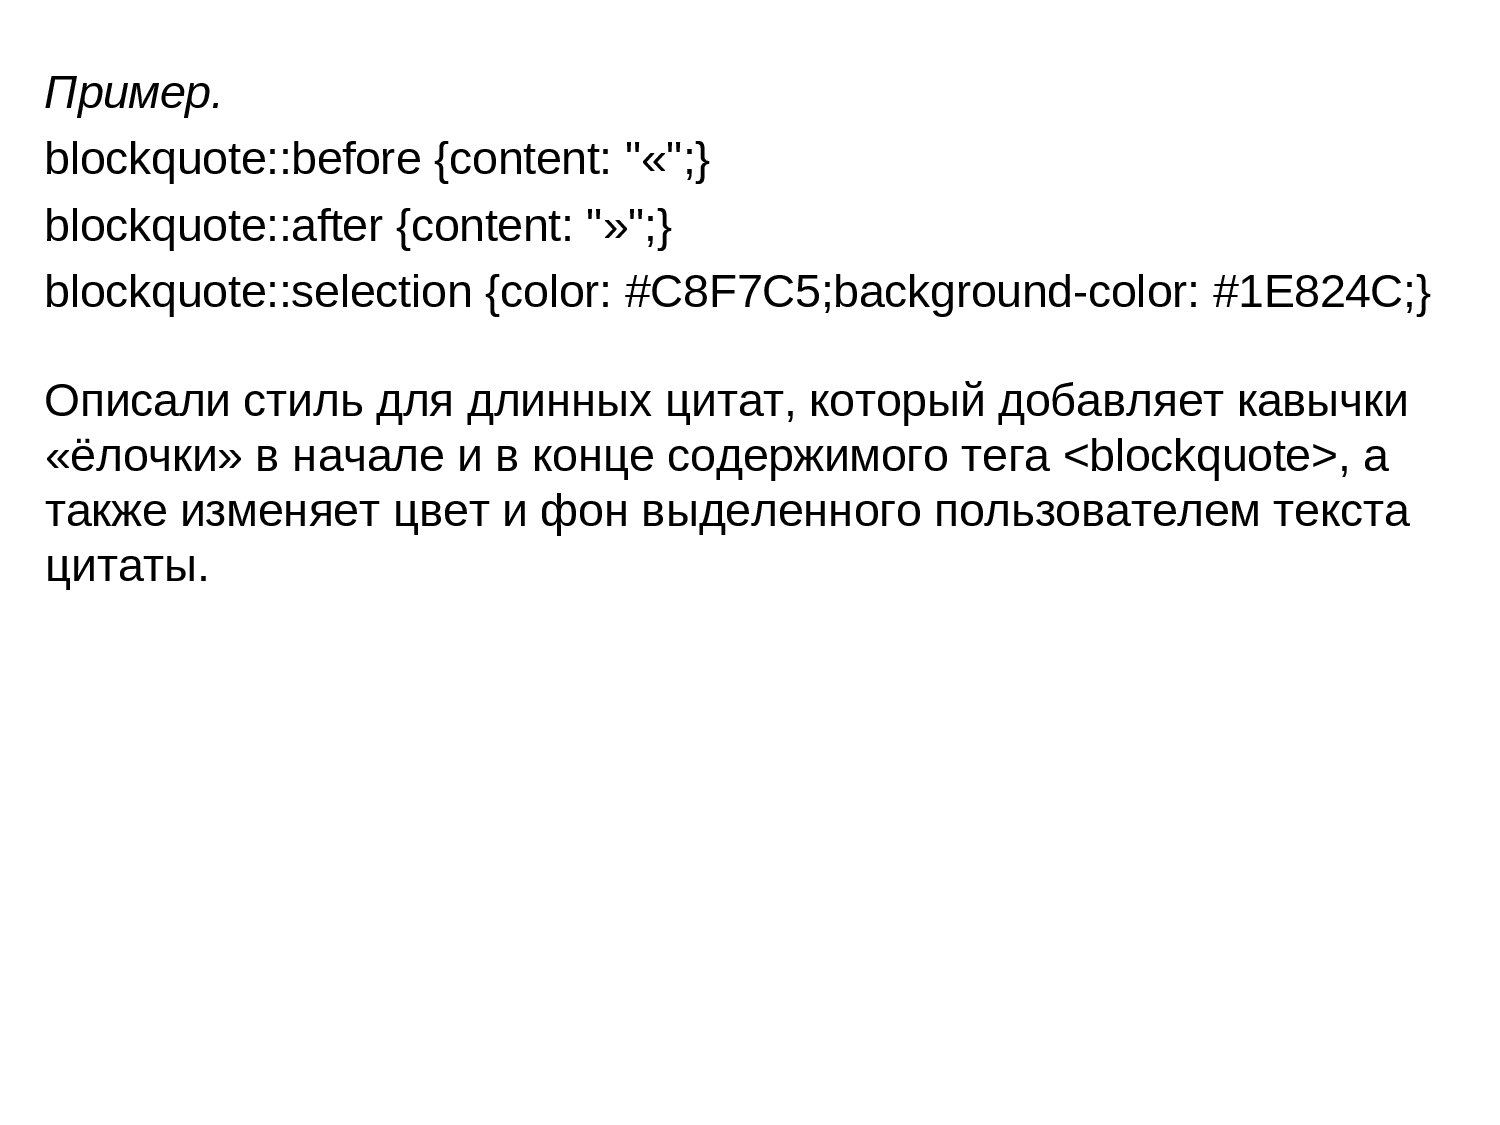 Пример.
blockquote::before {content: "«";}
blockquote::after {content: "»";}
blockquote::selection {color: #C8F7C5;background-color: #1E824C;}
Описали стиль для длинных цитат, который добавляет кавычки
«ёлочки» в начале и в конце содержимого тега <blockquote>, а
также изменяет цвет и фон выделенного пользователем текста
цитаты.